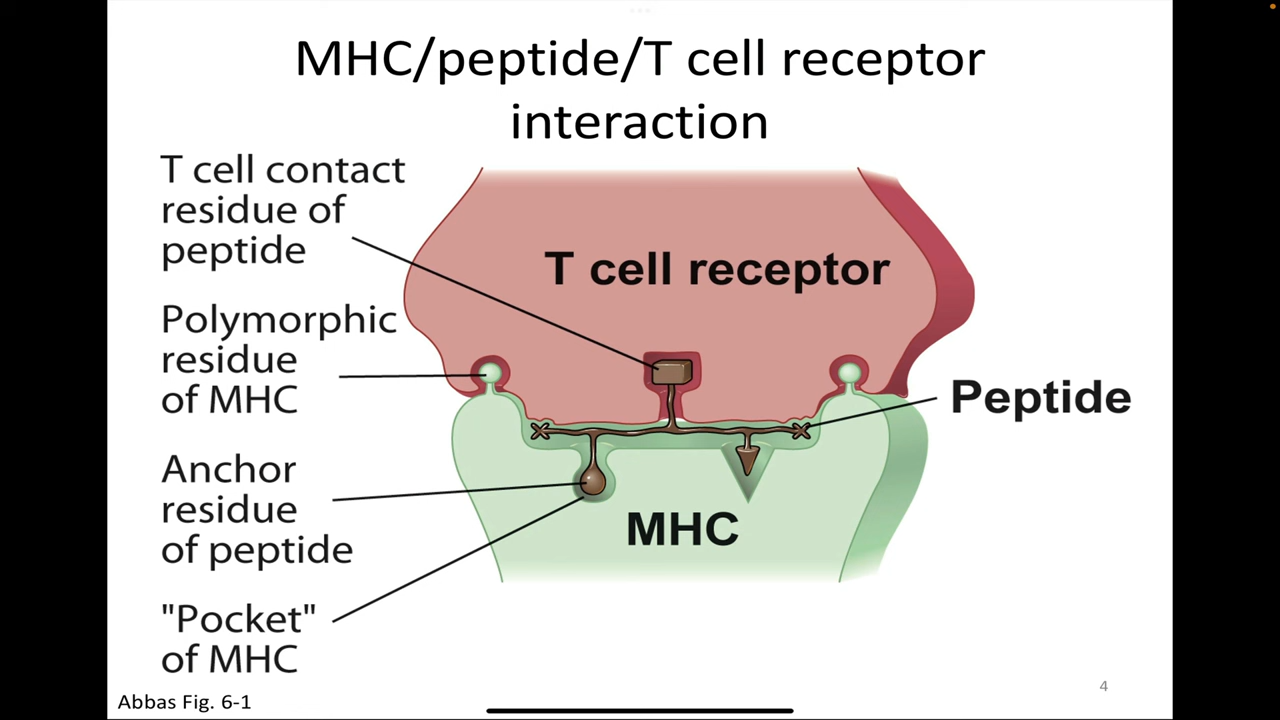 MHC/peptide/T cell receptor
interaction
T cell contact
residue of
peptide
T cell receptor
Polymorphic
residue
of MHC
Peptide
Anchor
residue
of peptide
MHC
"Pocket"
of MHC
Abbas Fig. 6-1
4